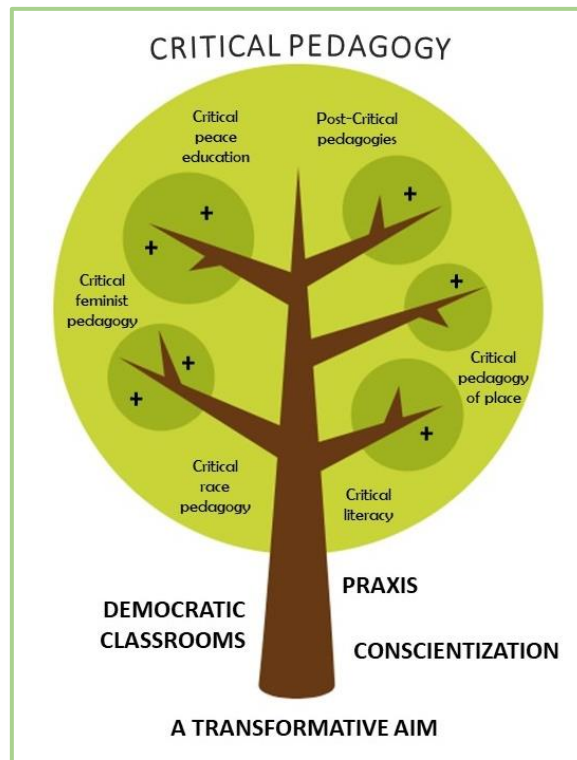 CRITICAL PEDAGOGY
Critical
peace
education
Post-Critical
pedagogies
+
+
+
+
Critical
feminist
pedagogy
Critical
pedagogy
of place
+
+
+
Critical
race
pedagogy
Critical
literacy
PRAXIS
DEMOCRATIC
CLASSROOMS
CONSCIENTIZATION
A TRANSFORMATIVE AIM